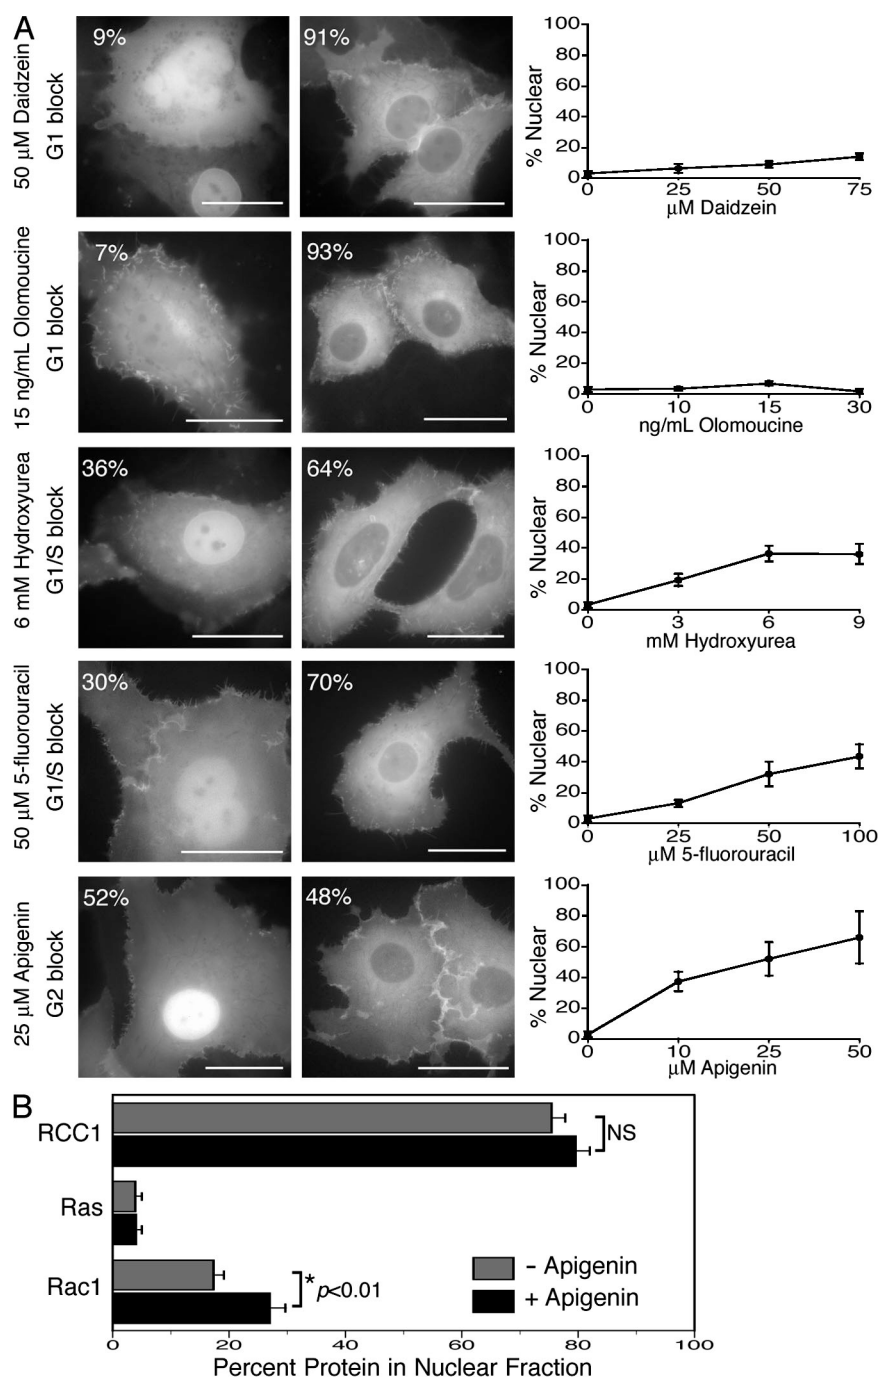 A
50 μM Daidzein
G1 block
9%
91%
% Nuclear
100
80
60
40
20
0
0 25 50 75
μM Daidzein
15 ng/mL Olomoucine
G1 block
7%
93%
% Nuclear
100
80
60
40
20
0
0 10 15 30
ng/mL Olomoucine
6 mM Hydroxyurea
G1/S block
36%
64%
% Nuclear
100
80
60
40
20
0
0 3 6 9
mM Hydroxyurea
50 μM 5-fluorouracil
G1/S block
30%
70%
% Nuclear
100
80
60
40
20
0
0 25 50 100
μM 5-fluorouracil
25 μM Apigenin
G2 block
52%
48%
% Nuclear
100
80
60
40
20
0
0 10 25 50
μM Apigenin
B
RCC1
NS
Ras
Rac1
* p<0.01
- Apigenin
+ Apigenin
0 20 40 60 80 100
Percent Protein in Nuclear Fraction